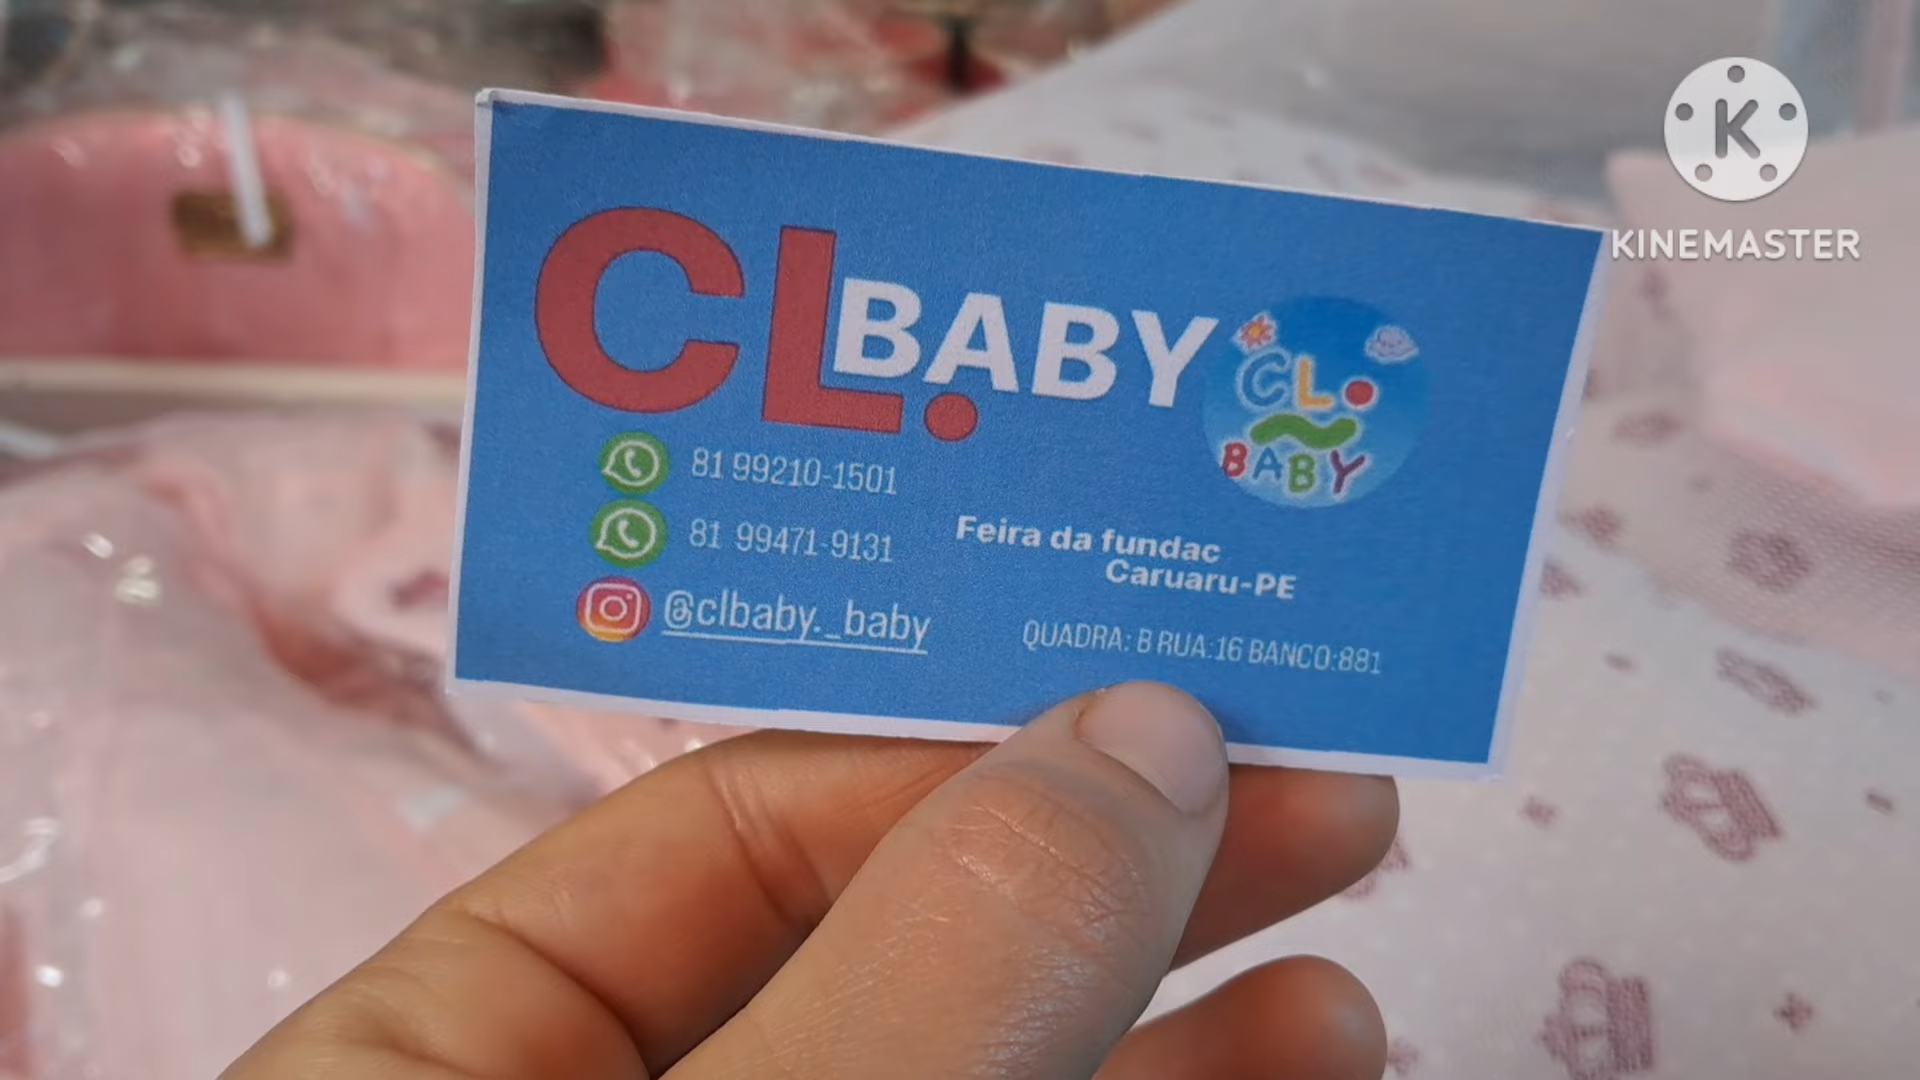 KINEMASTER
CL.BABY
CL.
BABY
81 99210-1501
81 99471-9131
@clbaby._baby
Feira da fundac
Caruaru-PE
QUADRA: B RUA:16 BANCO:881